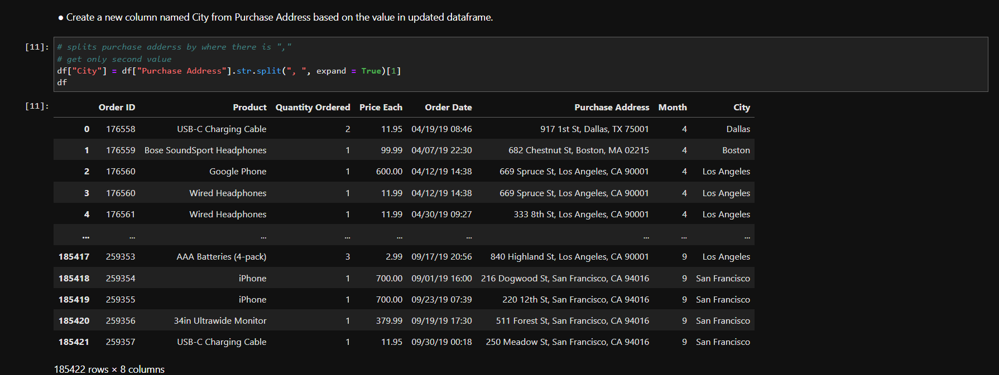 ● Create a new column named City from Purchase Address based on the value in updated dataframe.
[11]: # splits purchase adderss by where there is ","
# get only second value
df["City"] = df["Purchase Address"].str.split(", ", expand = True)[1]
df
[11]: Order ID Product Quantity Ordered Price Each Order Date Purchase Address Month City
0 176558 USB-C Charging Cable 2 11.95 04/19/19 08:46 917 1st St, Dallas, TX 75001 4 Dallas
1 176559 Bose SoundSport Headphones 1 99.99 04/07/19 22:30 682 Chestnut St, Boston, MA 02215 4 Boston
2 176560 Google Phone 1 600.00 04/12/19 14:38 669 Spruce St, Los Angeles, CA 90001 4 Los Angeles
3 176560 Wired Headphones 1 11.99 04/12/19 14:38 669 Spruce St, Los Angeles, CA 90001 4 Los Angeles
4 176561 Wired Headphones 1 11.99 04/30/19 09:27 333 8th St, Los Angeles, CA 90001 4 Los Angeles
... ... ... ... ... ... ... ... ...
185417 259353 AAA Batteries (4-pack) 3 2.99 09/17/19 20:56 840 Highland St, Los Angeles, CA 90001 9 Los Angeles
185418 259354 iPhone 1 700.00 09/01/19 16:00 216 Dogwood St, San Francisco, CA 94016 9 San Francisco
185419 259355 iPhone 1 700.00 09/23/19 07:39 220 12th St, San Francisco, CA 94016 9 San Francisco
185420 259356 34in Ultrawide Monitor 1 379.99 09/19/19 17:30 511 Forest St, San Francisco, CA 94016 9 San Francisco
185421 259357 USB-C Charging Cable 1 11.95 09/30/19 00:18 250 Meadow St, San Francisco, CA 94016 9 San Francisco
185422 rows × 8 columns